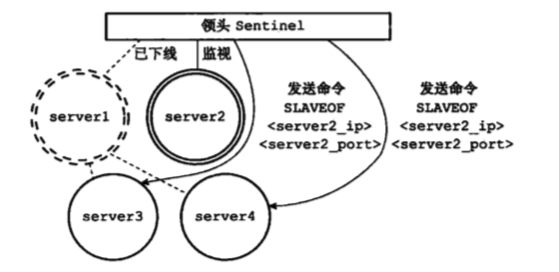 领头 Sentinel
已下线
监视
发送命令
SLAVEOF
<server2_ip>
<server2_port>
发送命令
SLAVEOF
<server2_ip>
<server2_port>
server1
server2
server3
server4